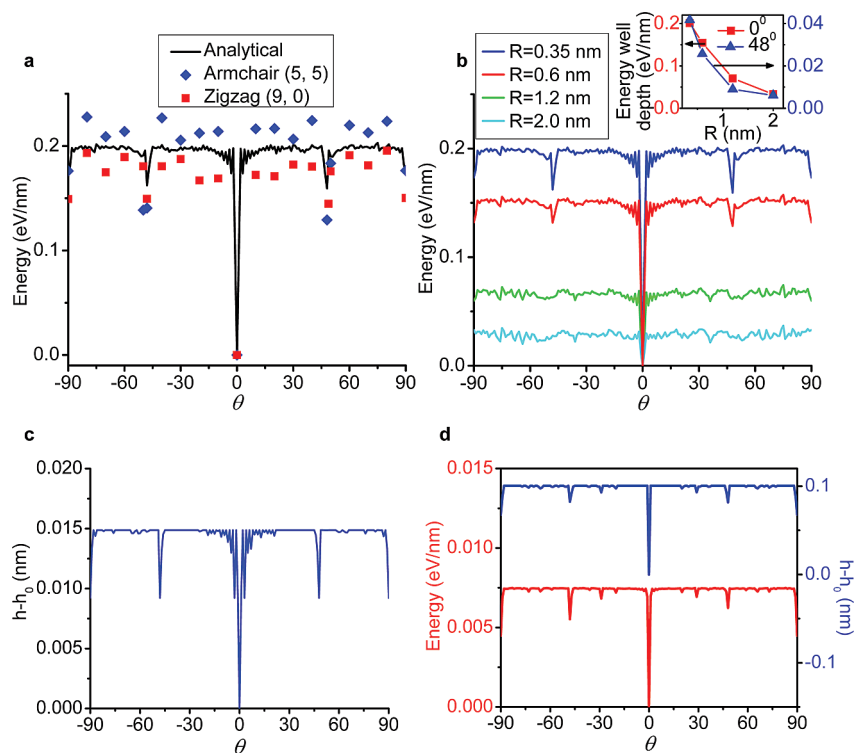 a
Analytical
Armchair (5, 5)
Zigzag (9, 0)
Energy (eV/nm)
0.2
0.1
0.0
-90 -60 -30 0 30 60 90
θ
b
R=0.35 nm
R=0.6 nm
R=1.2 nm
R=2.0 nm
Energy well
depth (eV/nm)
0.2
0.1
0.0
0.04
0.02
0.00
0⁰
48⁰
1 2
R (nm)
Energy (eV/nm)
0.2
0.1
0.0
-90 -60 -30 0 30 60 90
θ
c
h-h₀ (nm)
0.020
0.015
0.010
0.005
0.000
-90 -60 -30 0 30 60 90
θ
d
Energy (eV/nm)
0.015
0.010
0.005
0.000
0.1
0.0
-0.1
h-h₀ (nm)
-90 -60 -30 0 30 60 90
θ